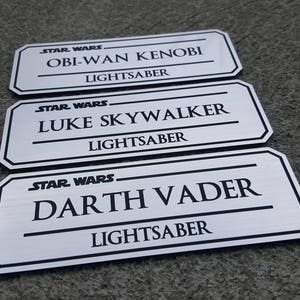 STAR WARS
OBI-WAN KENOBI
LIGHTSABER
STAR WARS
LUKE SKYWALKER
LIGHTSABER
STAR WARS
DARTH VADER
LIGHTSABER